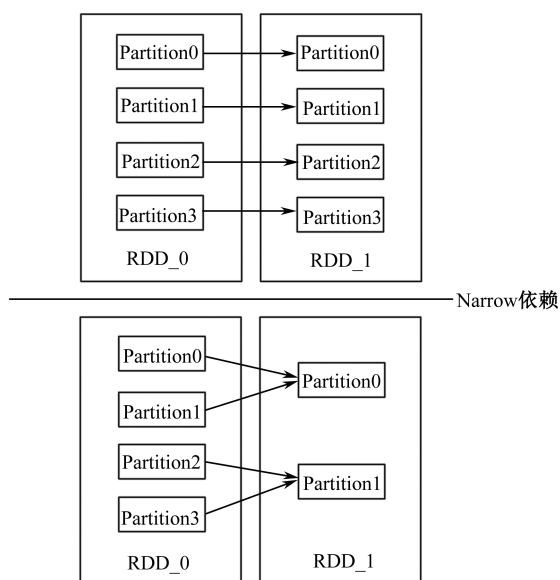 Partition0 Partition0
Partition1 Partition1
Partition2 Partition2
Partition3 Partition3
RDD_0 RDD_1
Narrow依赖
Partition0
Partition0
Partition1
Partition2
Partition1
Partition3
RDD_0 RDD_1